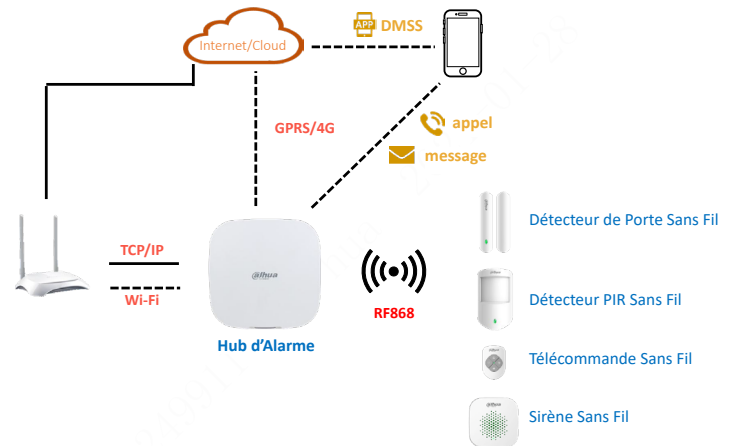 APP DMSS
Internet/Cloud
GPRS/4G
appel
message
TCP/IP
Wi-Fi
alhua
Hub d'Alarme
RF868
Détecteur de Porte Sans Fil
Détecteur PIR Sans Fil
Télécommande Sans Fil
Sirène Sans Fil